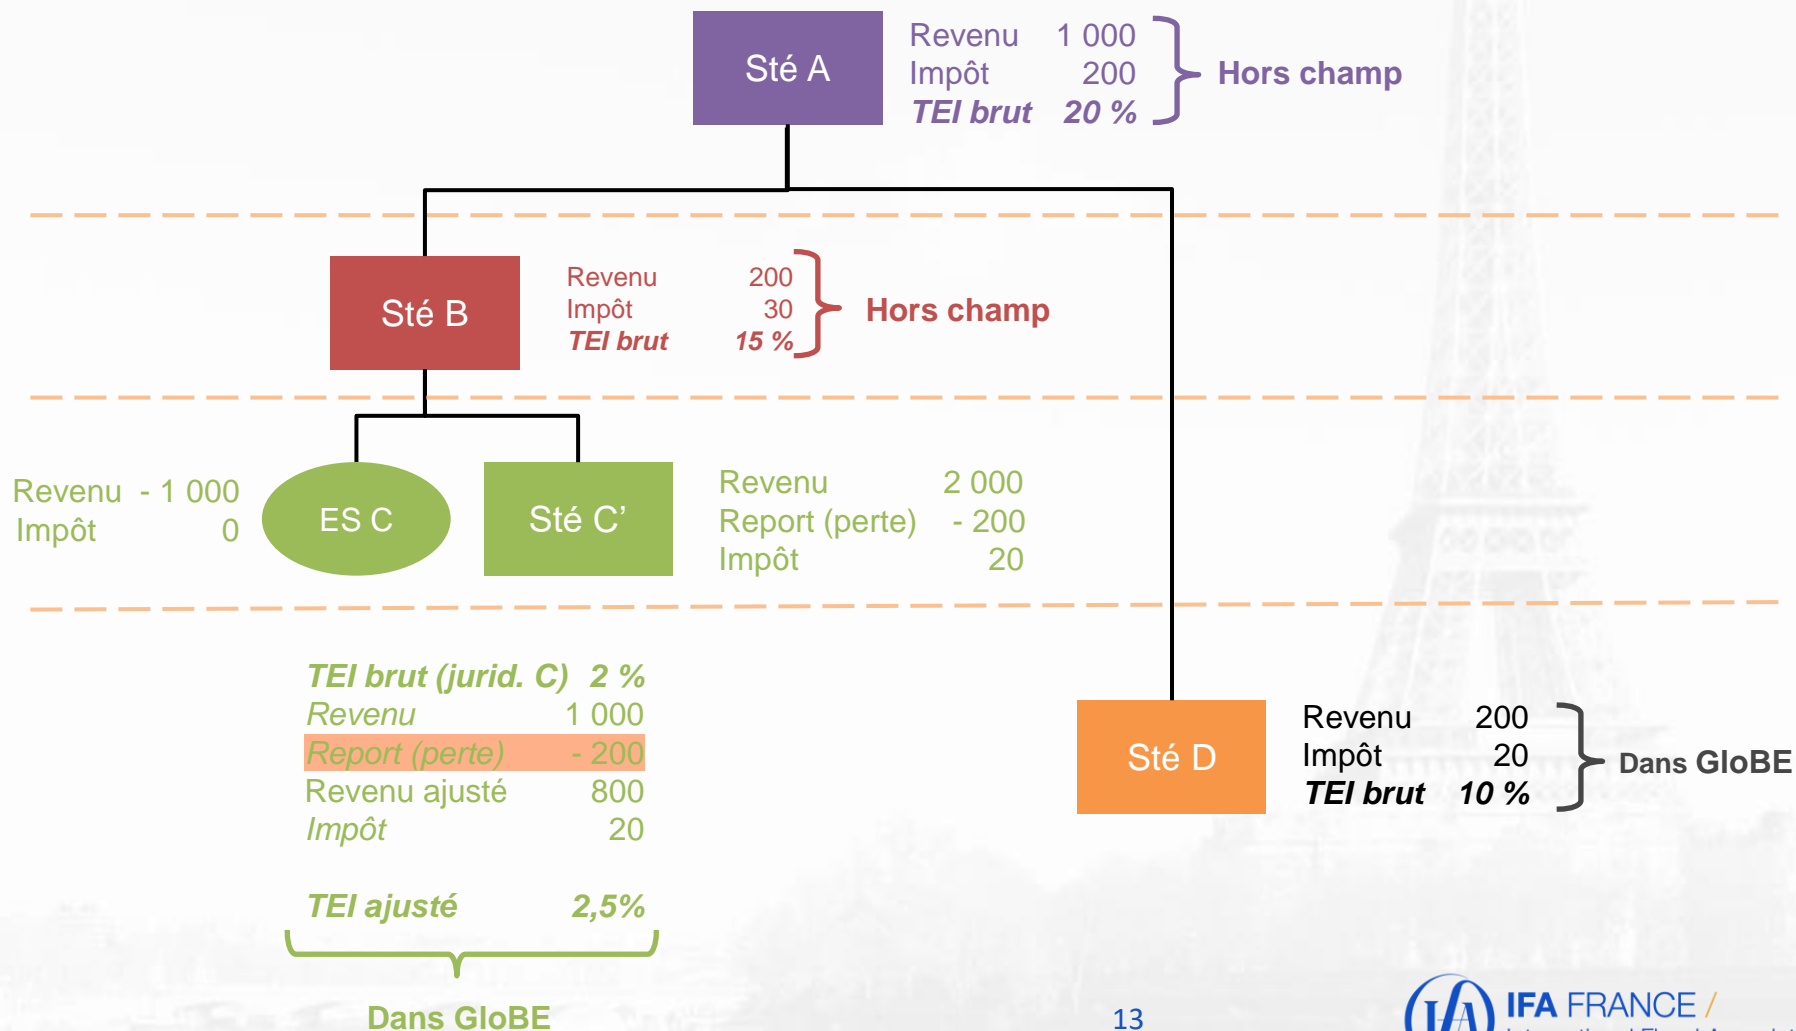 Sté A
Revenu 1 000
Impôt 200
TEI brut 20 %
Hors champ
Sté B
Revenu 200
Impôt 30
TEI brut 15 %
Hors champ
Revenu - 1 000
Impôt 0
ES C
Sté C’
Revenu 2 000
Report (perte) - 200
Impôt 20
TEI brut (jurid. C) 2 %
Revenu 1 000
Report (perte) - 200
Revenu ajusté 800
Impôt 20
TEI ajusté 2,5%
Dans GloBE
Sté D
Revenu 200
Impôt 20
TEI brut 10 %
Dans GloBE
13
IFA FRANCE /